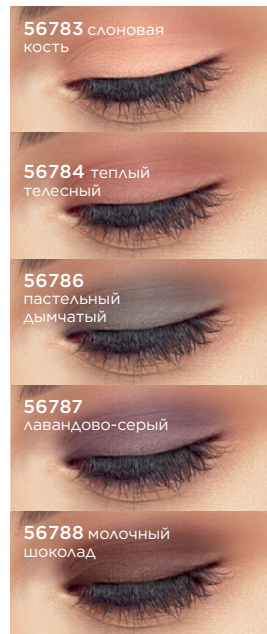 56783 слоновая
кость
56784 теплый
телесный
56786
пастельный
дымчатый
56787
лавандово-серый
56788 молочный
шоколад